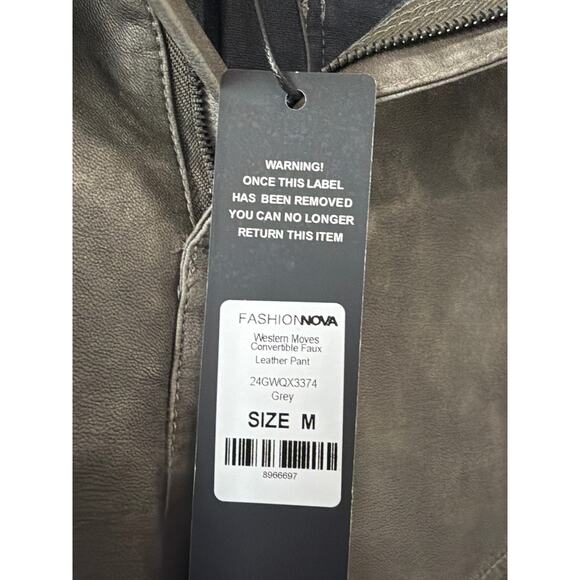 WARNING!
ONCE THIS LABEL
HAS BEEN REMOVED
YOU CAN NO LONGER
RETURN THIS ITEM
FASHIONNOVA
Western Moves
Convertible Faux
Leather Pant
24GWQX3374
Grey
SIZE M
8966697